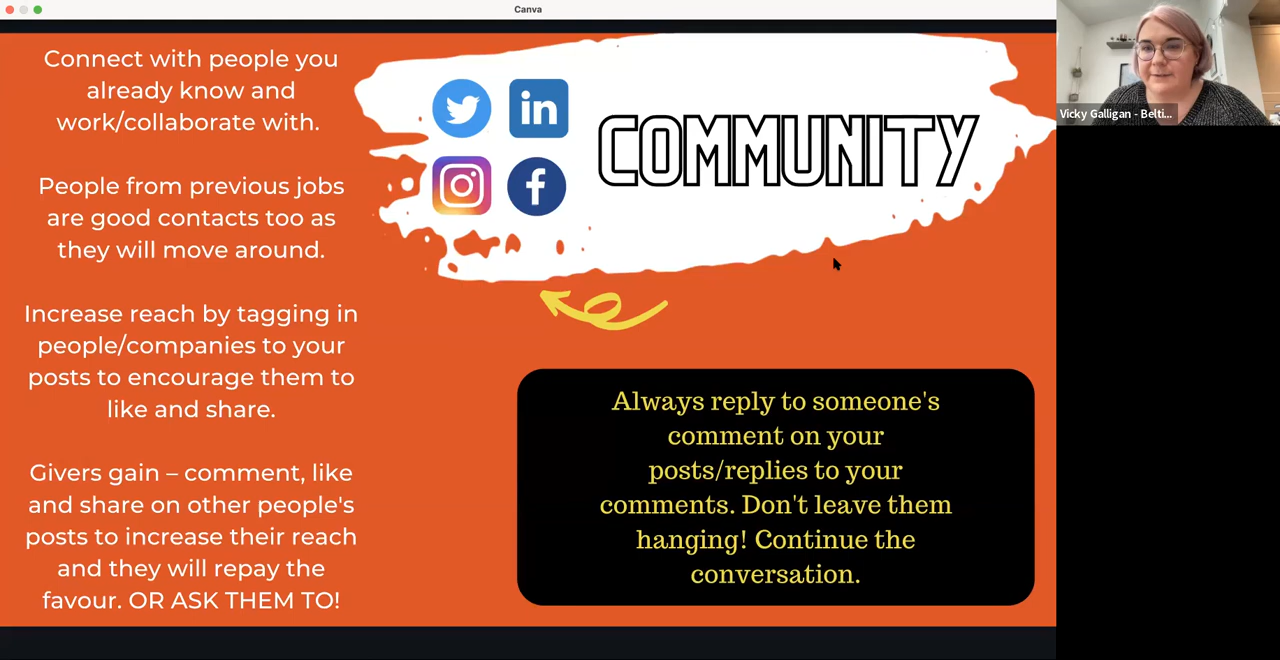 Canva
Connect with people you
already know and
work/collaborate with.
People from previous jobs
are good contacts too as
they will move around.
Increase reach by tagging in
people/companies to your
posts to encourage them to
like and share.
Givers gain – comment, like
and share on other people's
posts to increase their reach
and they will repay the
favour. OR ASK THEM TO!
in
f
COMMUNITY
Always reply to someone's
comment on your
posts/replies to your
comments. Don't leave them
hanging! Continue the
conversation.
Vicky Galligan - Belti...